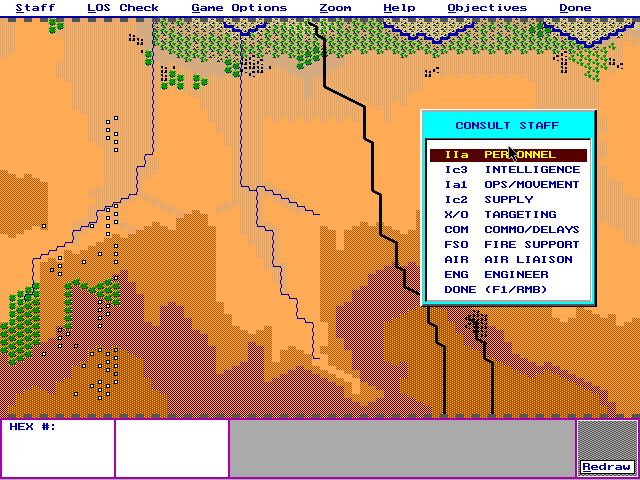 Staff LOS Check Game Options Zoom Help Objectives Done
CONSULT STAFF
IIa PERSONNEL
Ic3 INTELLIGENCE
Ia1 OPS/MOVEMENT
Ic2 SUPPLY
X/O TARGETING
COM COMMO/DELAYS
FSO FIRE SUPPORT
AIR AIR LIAISON
ENG ENGINEER
DONE (F1/RMB)
HEX #:
Redraw